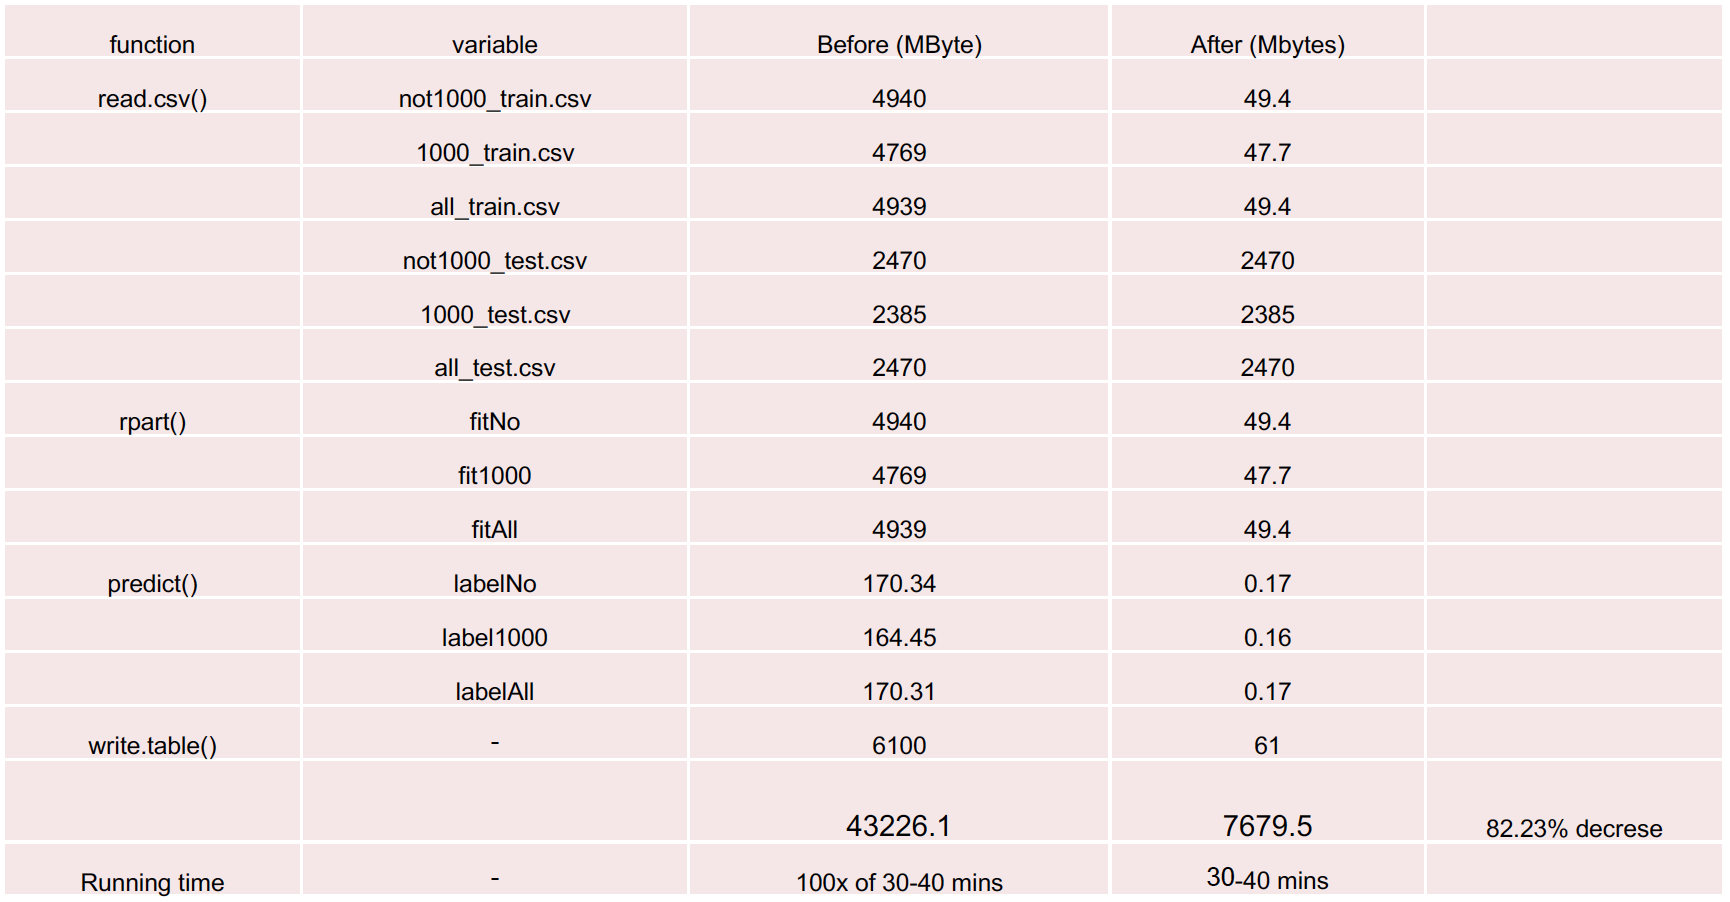 function variable Before (MByte) After (Mbytes)
read.csv() not1000_train.csv 4940 49.4
1000_train.csv 4769 47.7
all_train.csv 4939 49.4
not1000_test.csv 2470 2470
1000_test.csv 2385 2385
all_test.csv 2470 2470
rpart() fitNo 4940 49.4
fit1000 4769 47.7
fitAll 4939 49.4
predict() labelNo 170.34 0.17
label1000 164.45 0.16
labelAll 170.31 0.17
write.table() - 6100 61
43226.1 7679.5 82.23% decrese
Running time - 100x of 30-40 mins 30-40 mins